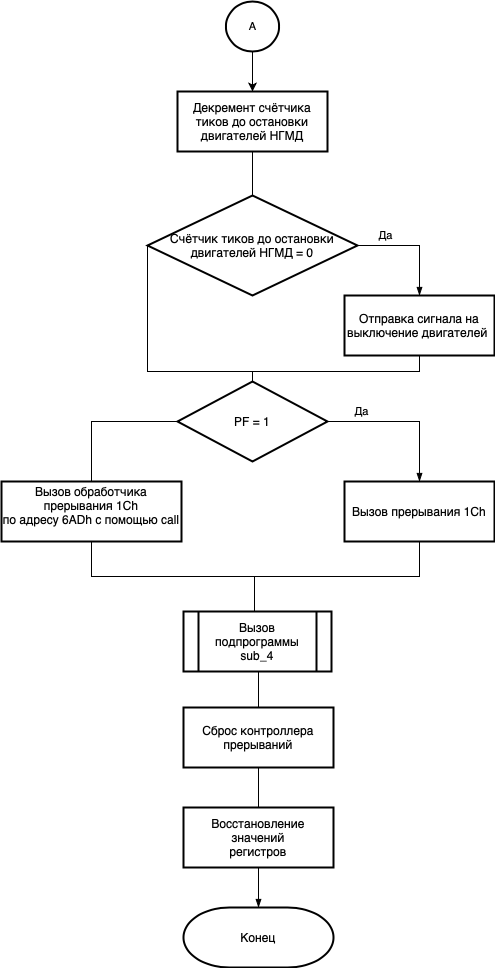 A
Декремент счётчика
тиков до остановки
двигателей НГМД
Счётчик тиков до остановки
двигателей НГМД = 0
Да
Отправка сигнала на
выключение двигателей
PF = 1
Да
Вызов обработчика
прерывания 1Ch
по адресу 6ADh с помощью call
Вызов прерывания 1Ch
Вызов
подпрограммы
sub_4
Сброс контроллера
прерываний
Восстановление
значений
регистров
Конец